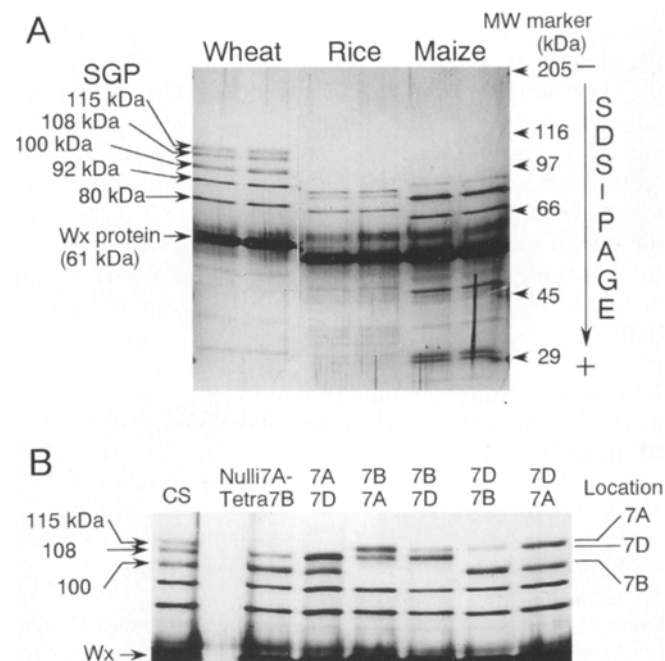 A
Wheat Rice Maize
MW marker
(kDa)
SGP
115 kDa
108 kDa
100 kDa
92 kDa
80 kDa
Wx protein
(61 kDa)
205
116
97
66
45
29
−
SDS-PAGE
+
B
Nulli7A- 7A 7B 7B 7D 7D
CS Tetra7B 7D 7A 7D 7B 7A Location
115 kDa
108
100
Wx
7A
7D
7B